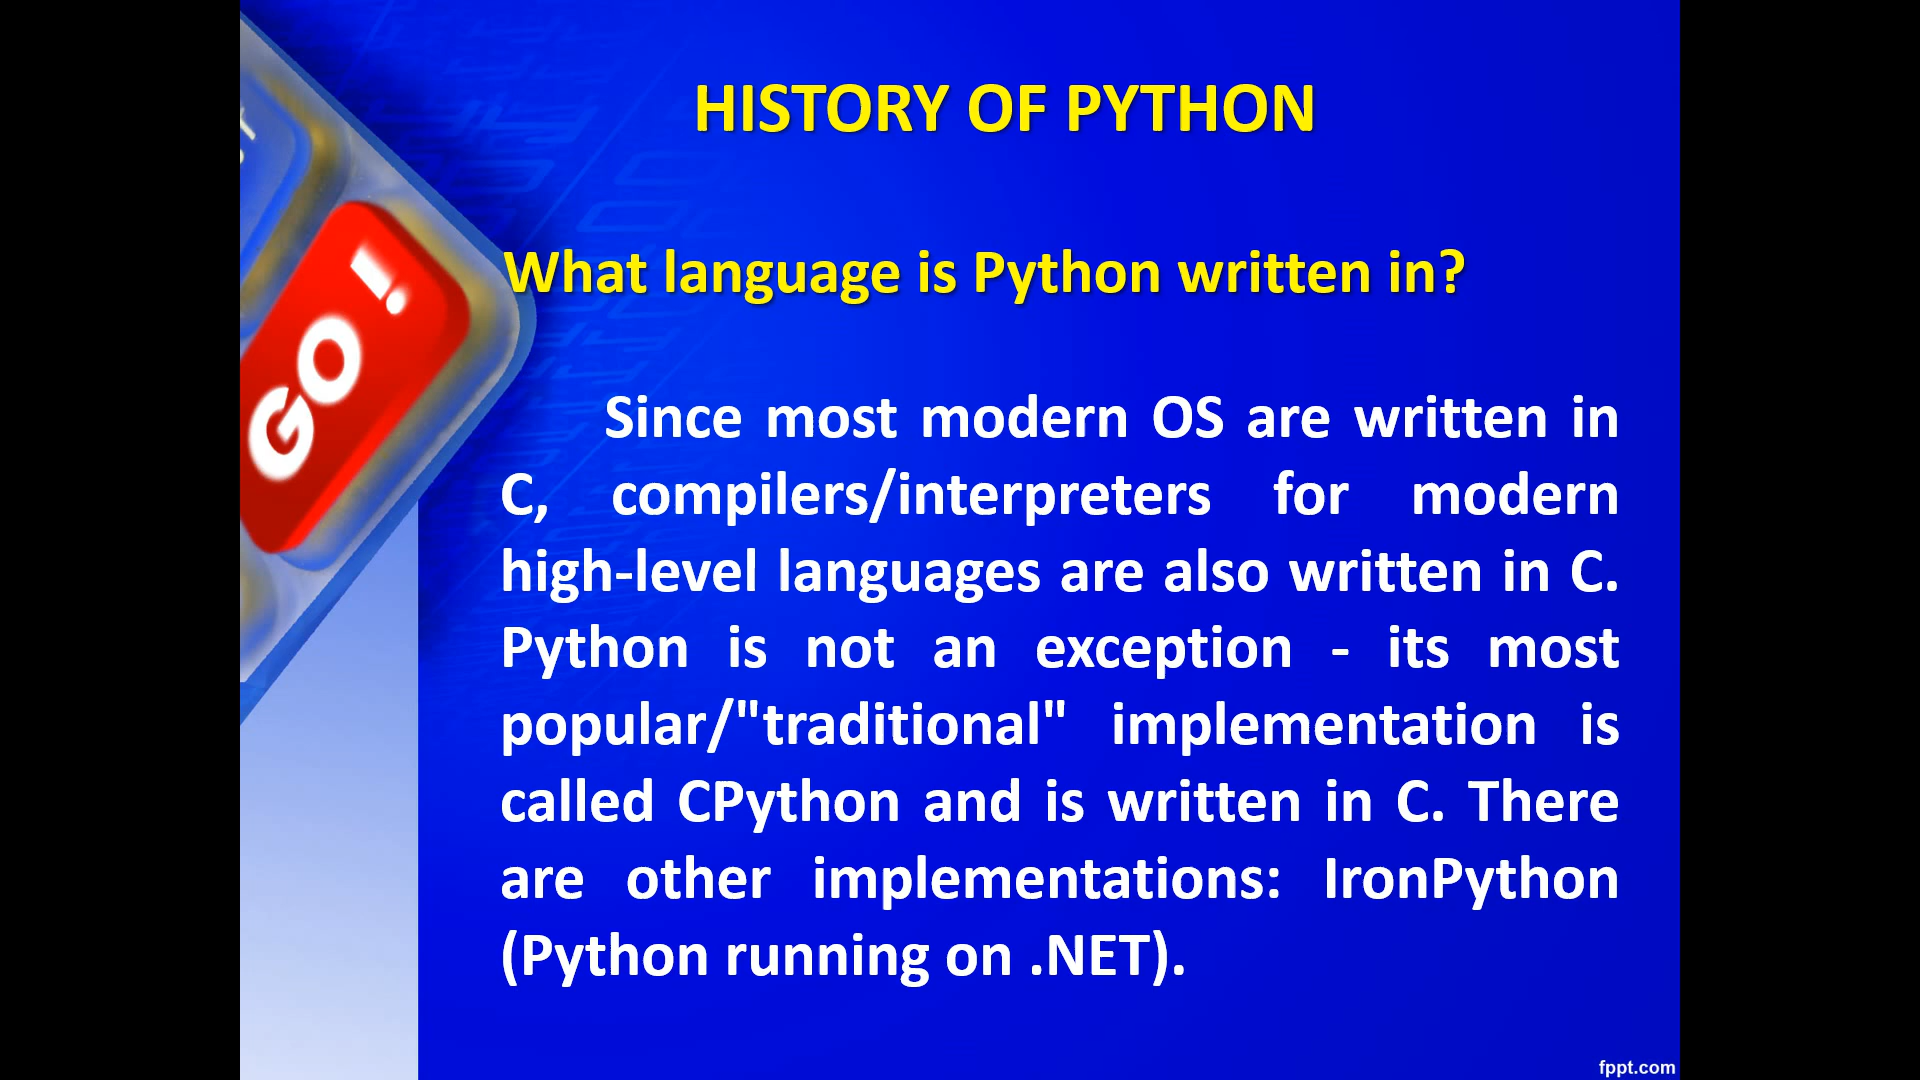 HISTORY OF PYTHON
What language is Python written in?
Since most modern OS are written in
C, compilers/interpreters for modern
high-level languages are also written in C.
Python is not an exception - its most
popular/"traditional" implementation is
called CPython and is written in C. There
are other implementations: IronPython
(Python running on .NET).
GO !
fppt.com